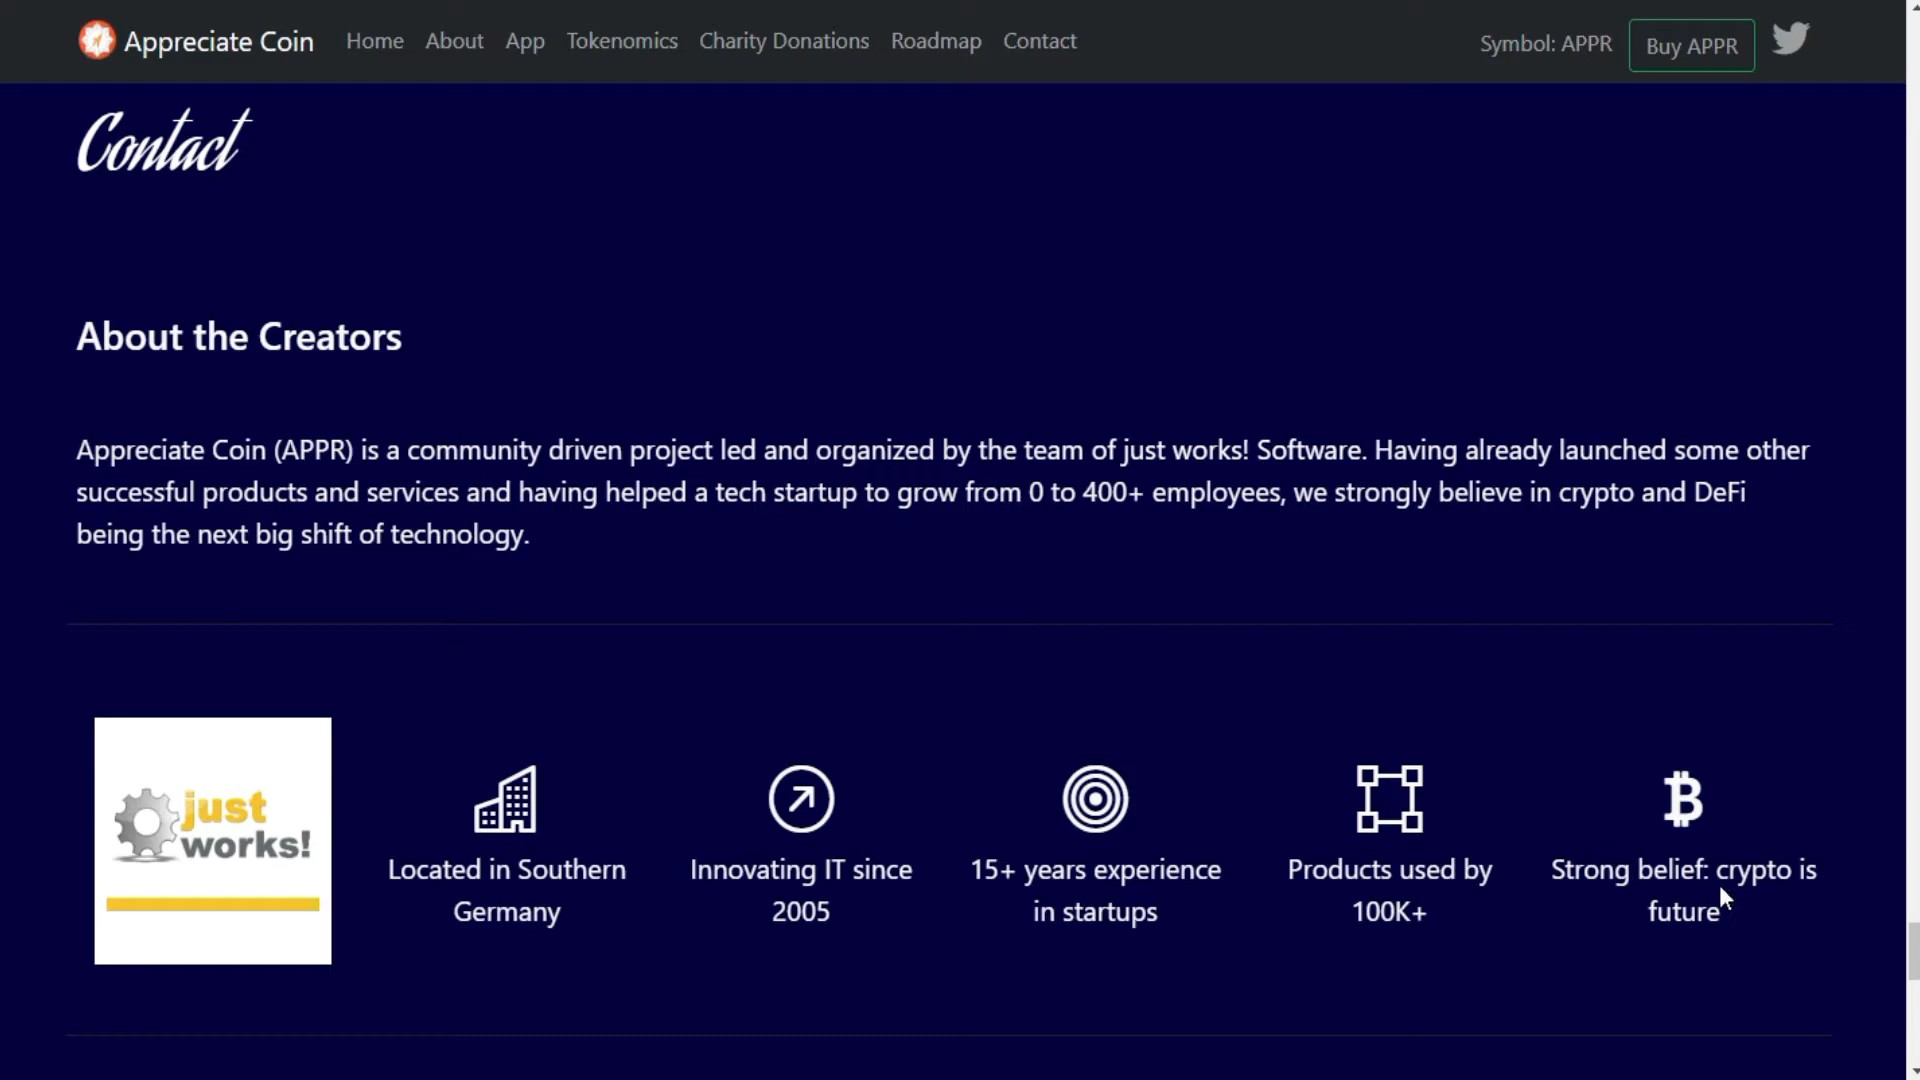 Appreciate Coin Home About App Tokenomics Charity Donations Roadmap Contact Symbol: APPR Buy APPR
Contact
About the Creators
Appreciate Coin (APPR) is a community driven project led and organized by the team of just works! Software. Having already launched some other
successful products and services and having helped a tech startup to grow from 0 to 400+ employees, we strongly believe in crypto and DeFi
being the next big shift of technology.
just
works!
Located in Southern
Germany
Innovating IT since
2005
15+ years experience
in startups
Products used by
100K+
Strong belief: crypto is
future